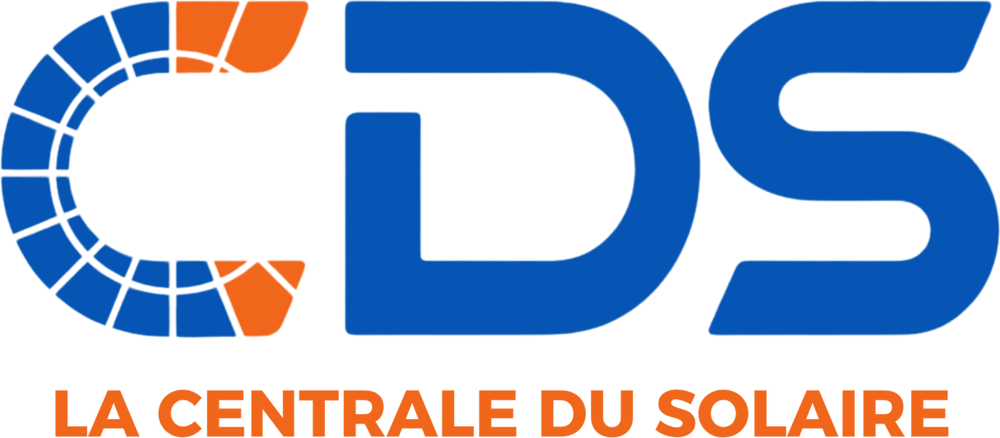 CDS
LA CENTRALE DU SOLAIRE